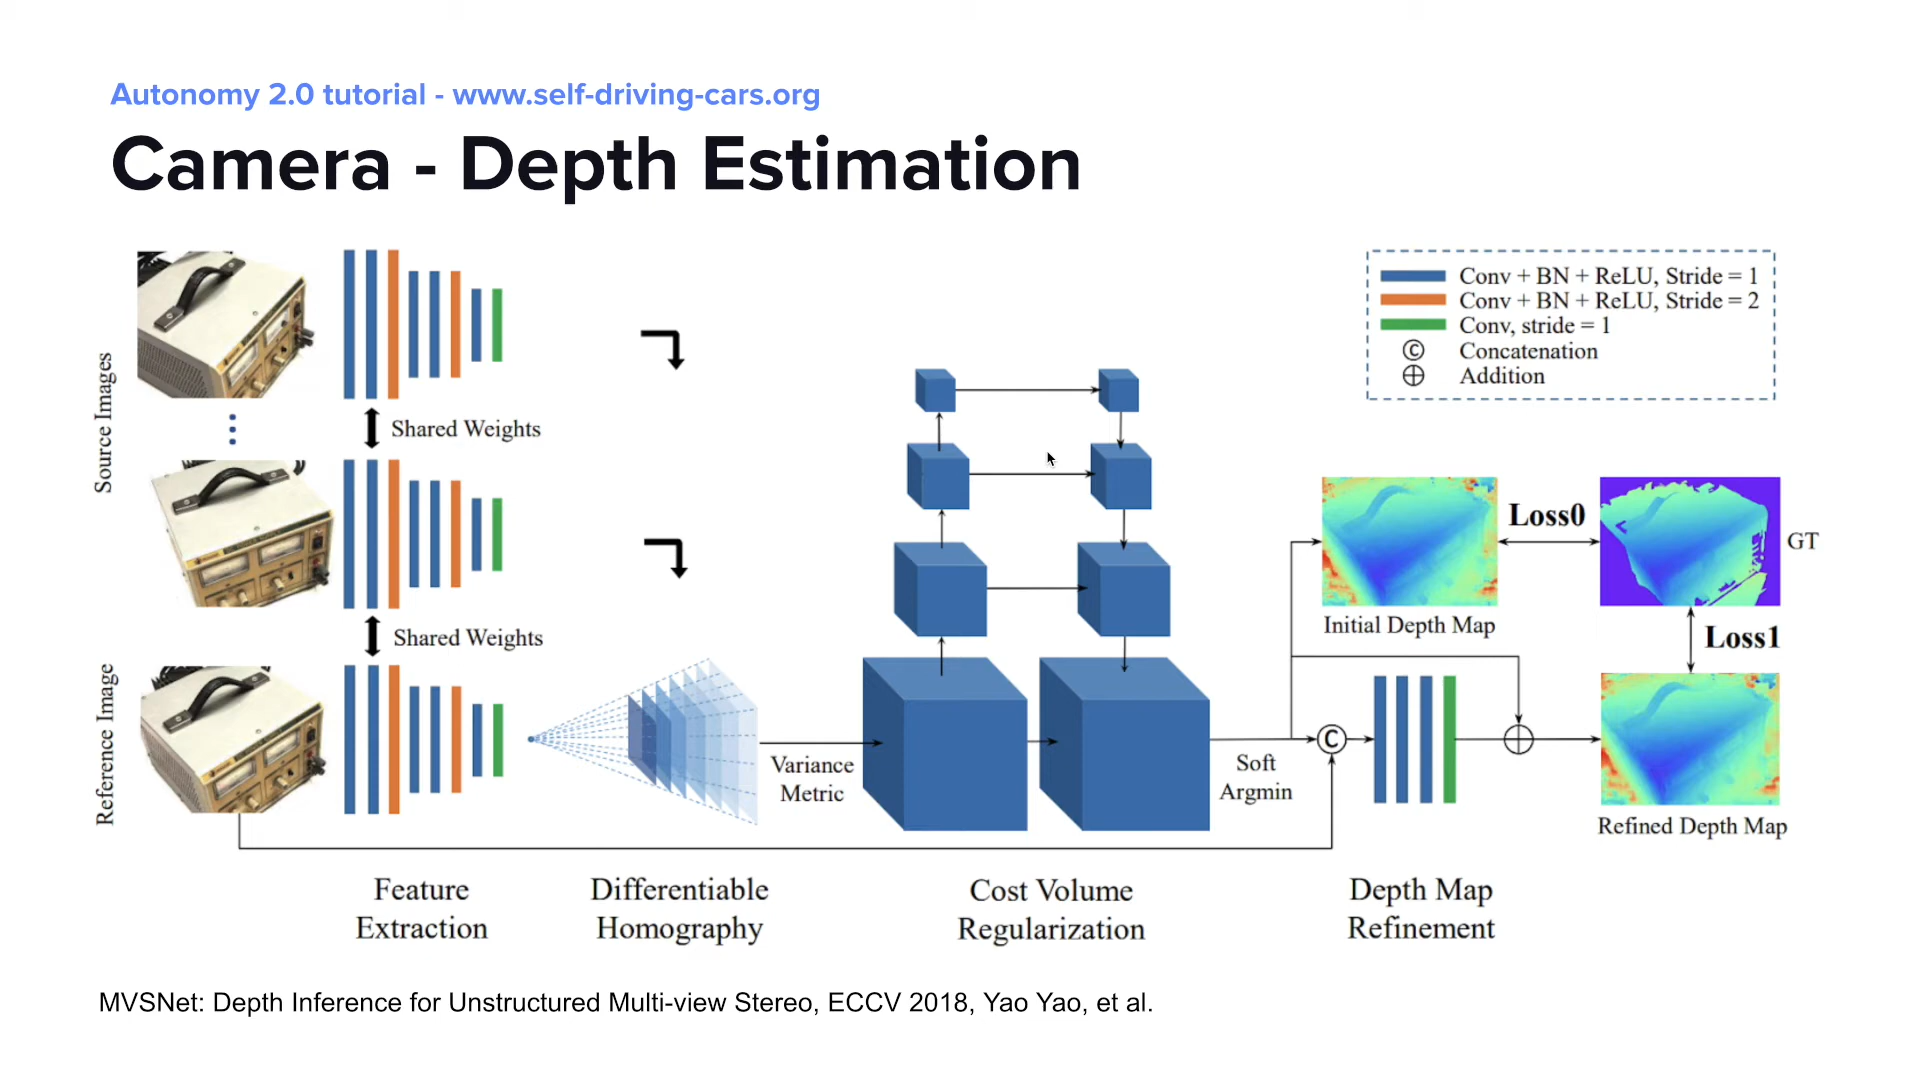 Autonomy 2.0 tutorial - www.self-driving-cars.org
Camera - Depth Estimation
Source Images
Reference Image
Shared Weights
Shared Weights
Variance
Metric
Soft
Argmin
Conv + BN + ReLU, Stride = 1
Conv + BN + ReLU, Stride = 2
Conv, stride = 1
C Concatenation
Addition
Loss0
GT
Initial Depth Map
Loss1
C
Refined Depth Map
Feature
Extraction
Differentiable
Homography
Cost Volume
Regularization
Depth Map
Refinement
MVSNet: Depth Inference for Unstructured Multi-view Stereo, ECCV 2018, Yao Yao, et al.